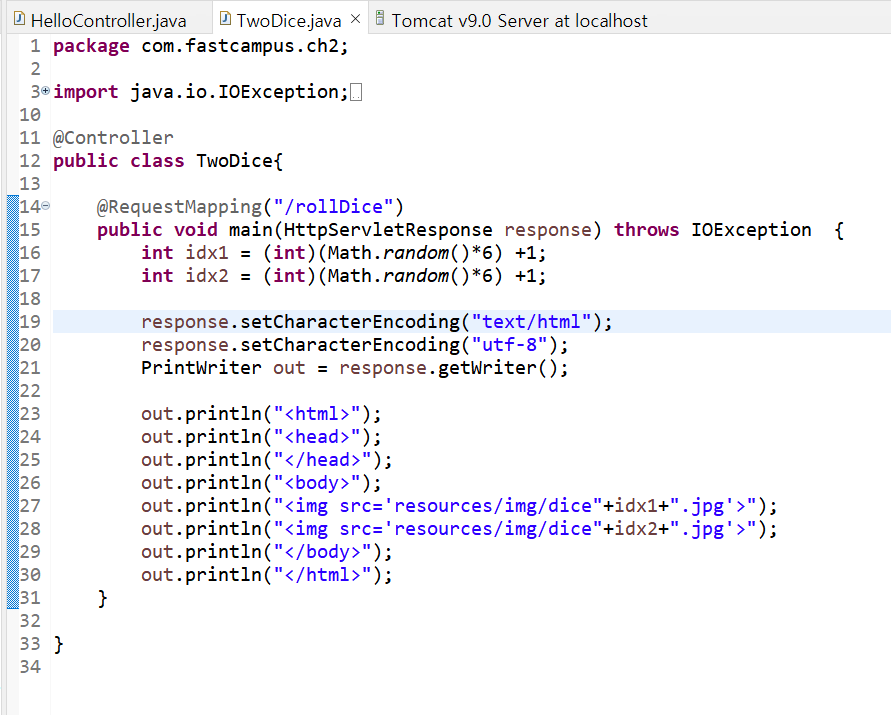 HelloController.java TwoDice.java Tomcat v9.0 Server at localhost
1 package com.fastcampus.ch2;
2
3 import java.io.IOException;
10
11 @Controller
12 public class TwoDice{
13
14 @RequestMapping("/rollDice")
15 public void main(HttpServletResponse response) throws IOException {
16 int idx1 = (int)(Math.random()*6) +1;
17 int idx2 = (int)(Math.random()*6) +1;
18
19 response.setCharacterEncoding("text/html");
20 response.setCharacterEncoding("utf-8");
21 PrintWriter out = response.getWriter();
22
23 out.println("<html>");
24 out.println("<head>");
25 out.println("</head>");
26 out.println("<body>");
27 out.println("<img src='resources/img/dice"+idx1+".jpg'>");
28 out.println("<img src='resources/img/dice"+idx2+".jpg'>");
29 out.println("</body>");
30 out.println("</html>");
31 }
32
33 }
34